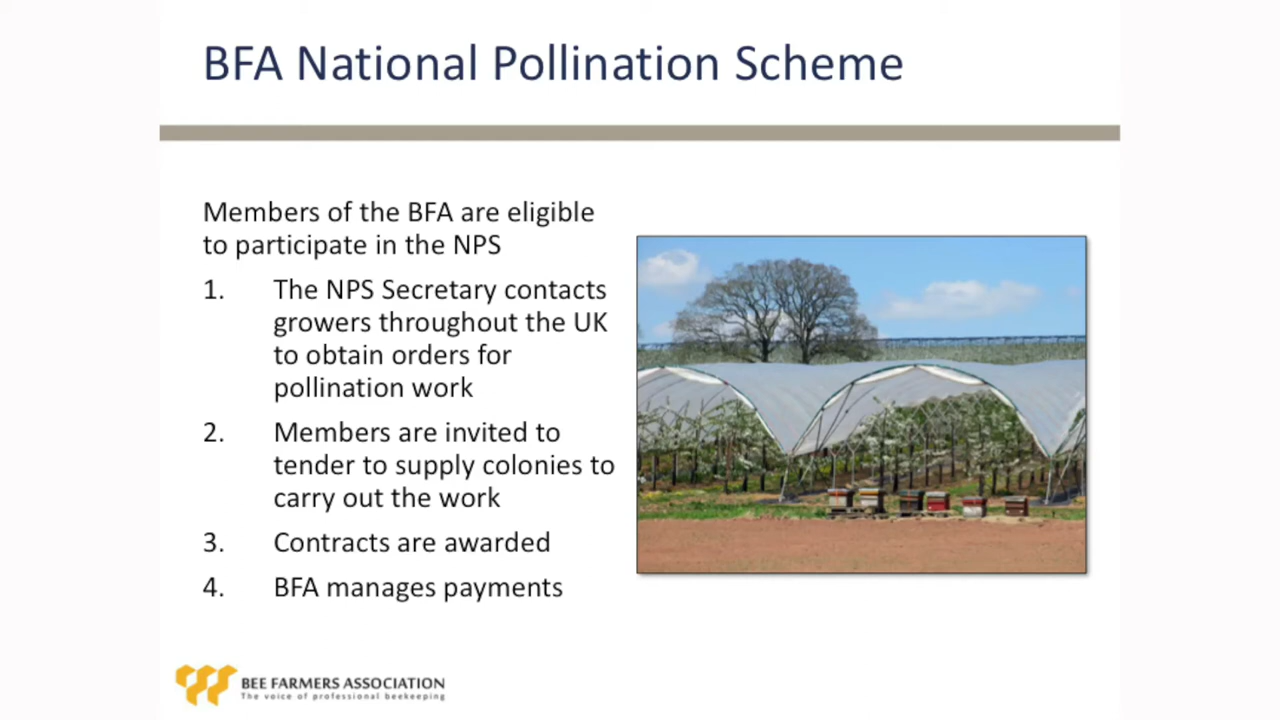 BFA National Pollination Scheme
Members of the BFA are eligible
to participate in the NPS
1. The NPS Secretary contacts
growers throughout the UK
to obtain orders for
pollination work
2. Members are invited to
tender to supply colonies to
carry out the work
3. Contracts are awarded
4. BFA manages payments
BEE FARMERS ASSOCIATION
The voice of professional beekeeping